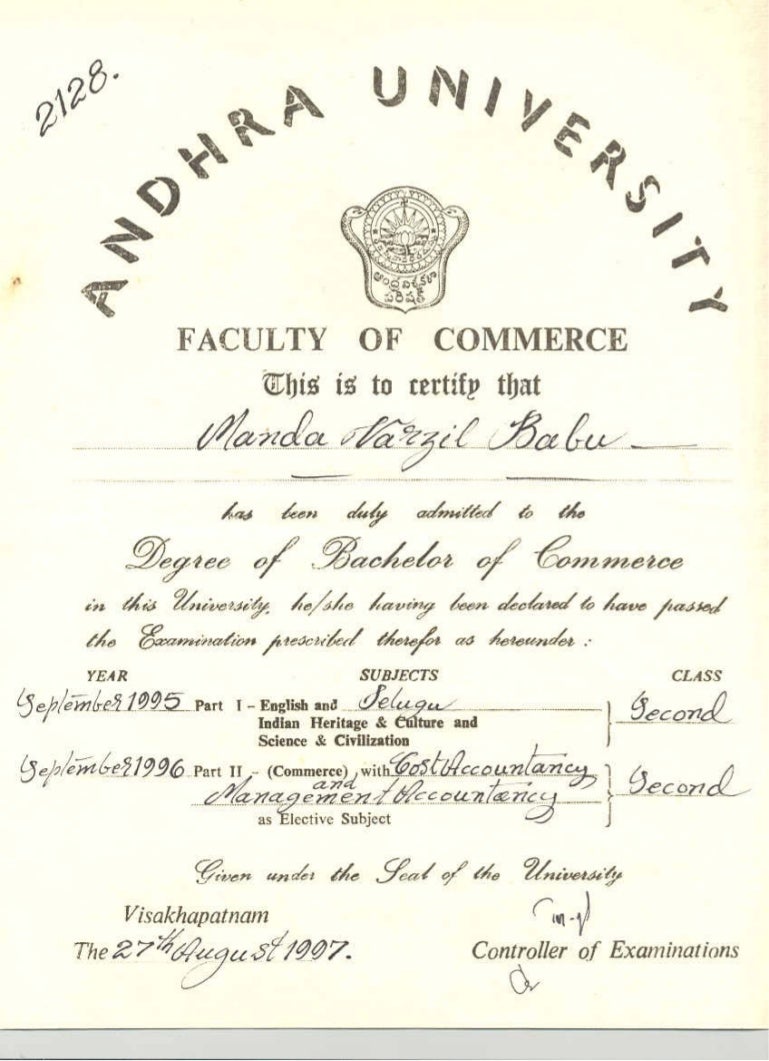 2128.
ANDHRA UNIVERSITY
FACULTY OF COMMERCE
This is to certify that
Manda Varzil Babu
has been duly admitted to the
Degree of Bachelor of Commerce
in this University, he/she having been declared to have passed
the Examination prescribed therefor as hereunder :
YEAR SUBJECTS CLASS
September 1995 Part I - English and Telugu Second
Indian Heritage & Culture and
Science & Civilization
September 1996 Part II - (Commerce) with Cost Accountancy Second
and
Management Accountancy
as Elective Subject
Given under the Seal of the University
Visakhapatnam
The 27th August 1997. Controller of Examinations